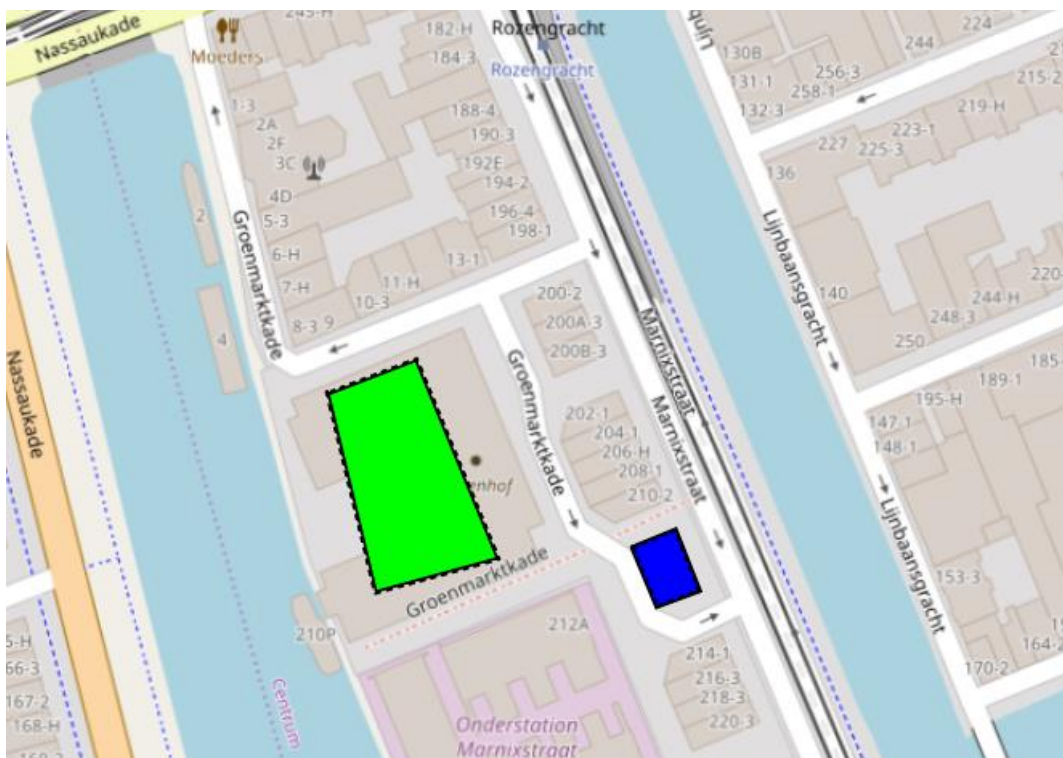 Nassaukade
245-H
Moeders
182-H
184-3
Rozengracht
Rozengracht
224
244
130B
131-1
132-3
256-3
258-1
215-2
219-H
223-1
225-3
227
136
1-3
2A
2F
3C
4D
5-3
6-H
7-H
8-3
9
10-3
11-H
13-1
188-4
190-3
192E
194-2
196-4
198-1
2
4
Groenmarktkade
200-2
200A-3
200B-3
Lijnbaansgracht
140
220
244-H
248-3
250
Marnixstraat
Marnixstraat
Nassaukade
Groenmarktkade
202-1
204-1
206-H
208-1
210-2
185
189-1
195-H
147-1
148-1
Lijnbaansgracht
153-3
164-2
170-2
Groenmarktkade
210P
212A
214-1
216-3
218-3
220-3
Centrum
Onderstation
Marnixstraat
5-H
66-3
167-2
168-H